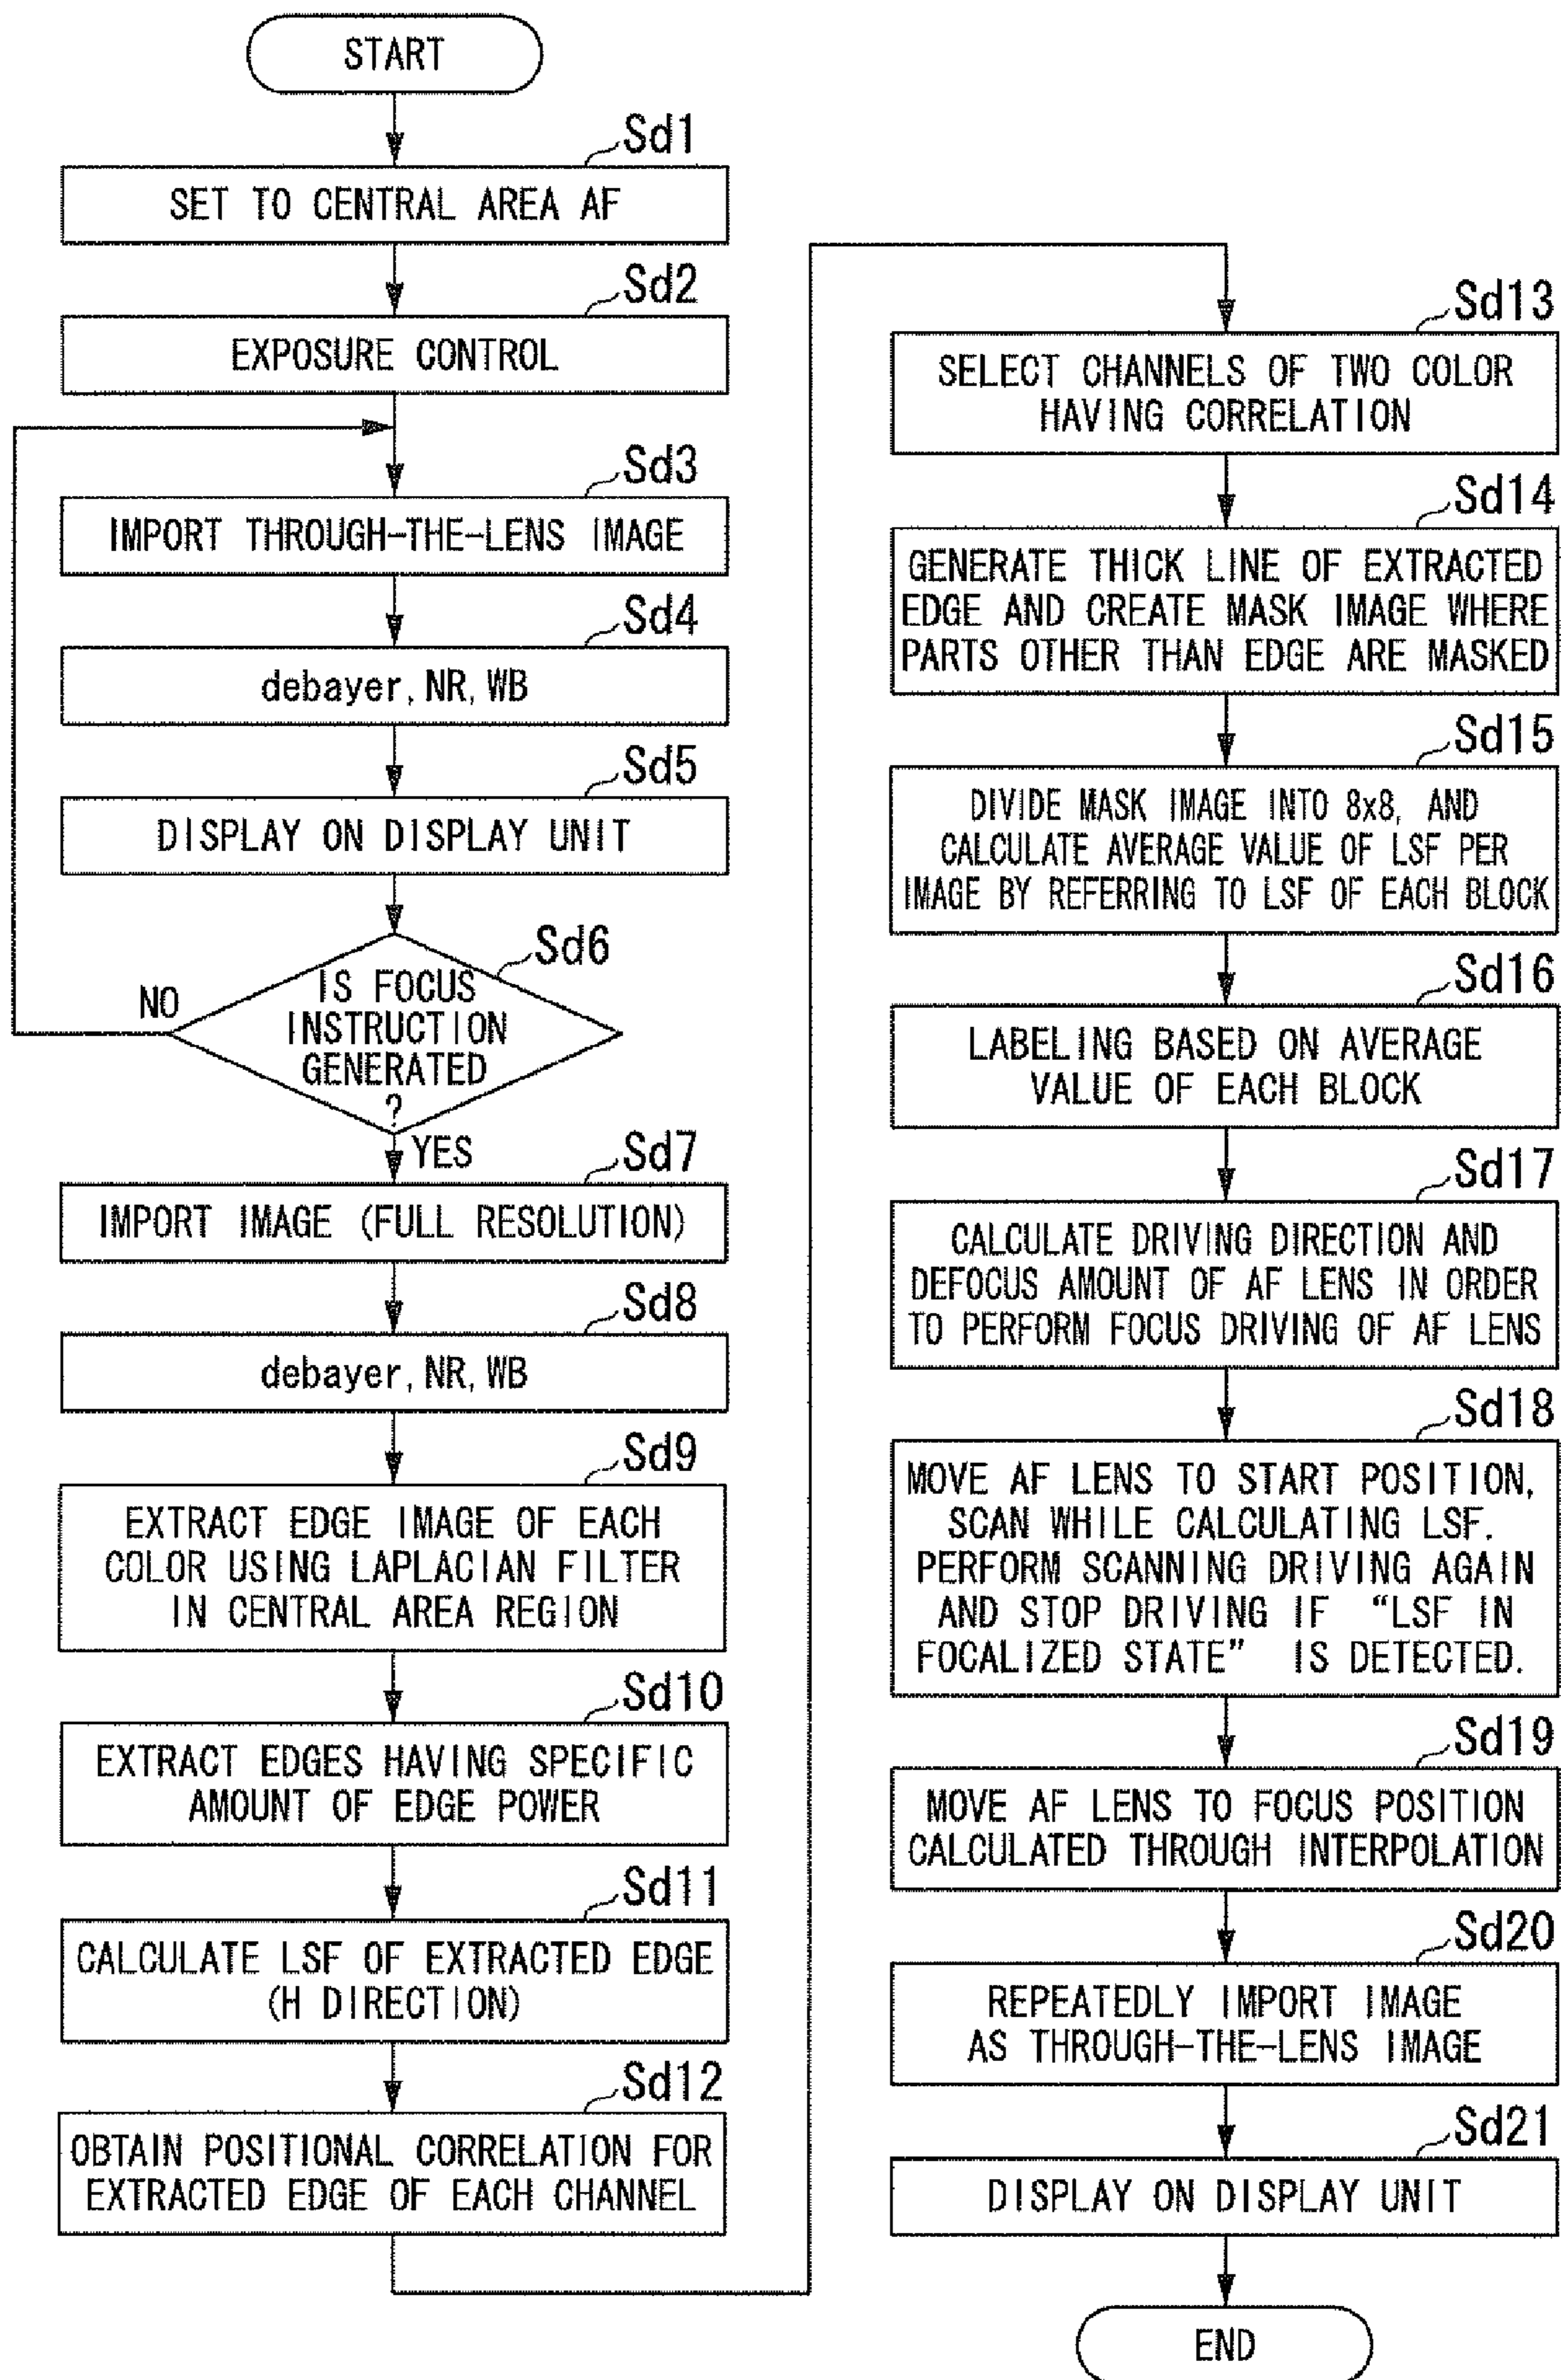 START
Sd1
SET TO CENTRAL AREA AF
Sd2
EXPOSURE CONTROL
Sd3
IMPORT THROUGH-THE-LENS IMAGE
Sd4
debayer, NR, WB
Sd5
DISPLAY ON DISPLAY UNIT
Sd6
IS FOCUS
INSTRUCTION
GENERATED
?
NO
YES
Sd7
IMPORT IMAGE (FULL RESOLUTION)
Sd8
debayer, NR, WB
Sd9
EXTRACT EDGE IMAGE OF EACH
COLOR USING LAPLACIAN FILTER
IN CENTRAL AREA REGION
Sd10
EXTRACT EDGES HAVING SPECIFIC
AMOUNT OF EDGE POWER
Sd11
CALCULATE LSF OF EXTRACTED EDGE
(H DIRECTION)
Sd12
OBTAIN POSITIONAL CORRELATION FOR
EXTRACTED EDGE OF EACH CHANNEL
Sd13
SELECT CHANNELS OF TWO COLOR
HAVING CORRELATION
Sd14
GENERATE THICK LINE OF EXTRACTED
EDGE AND CREATE MASK IMAGE WHERE
PARTS OTHER THAN EDGE ARE MASKED
Sd15
DIVIDE MASK IMAGE INTO 8x8, AND
CALCULATE AVERAGE VALUE OF LSF PER
IMAGE BY REFERRING TO LSF OF EACH BLOCK
Sd16
LABELING BASED ON AVERAGE
VALUE OF EACH BLOCK
Sd17
CALCULATE DRIVING DIRECTION AND
DEFOCUS AMOUNT OF AF LENS IN ORDER
TO PERFORM FOCUS DRIVING OF AF LENS
Sd18
MOVE AF LENS TO START POSITION,
SCAN WHILE CALCULATING LSF.
PERFORM SCANNING DRIVING AGAIN
AND STOP DRIVING IF “LSF IN
FOCALIZED STATE” IS DETECTED.
Sd19
MOVE AF LENS TO FOCUS POSITION
CALCULATED THROUGH INTERPOLATION
Sd20
REPEATEDLY IMPORT IMAGE
AS THROUGH-THE-LENS IMAGE
Sd21
DISPLAY ON DISPLAY UNIT
END